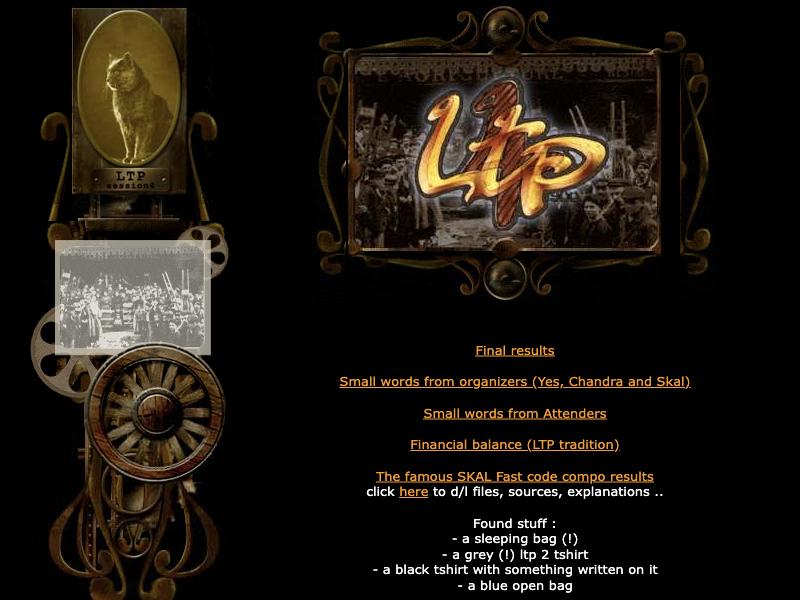 LTP
session4
Ltp
Final results
Small words from organizers (Yes, Chandra and Skal)
Small words from Attenders
Financial balance (LTP tradition)
The famous SKAL Fast code compo results
click here to d/l files, sources, explanations ..
Found stuff :
- a sleeping bag (!)
- a grey (!) ltp 2 tshirt
- a black tshirt with something written on it
- a blue open bag